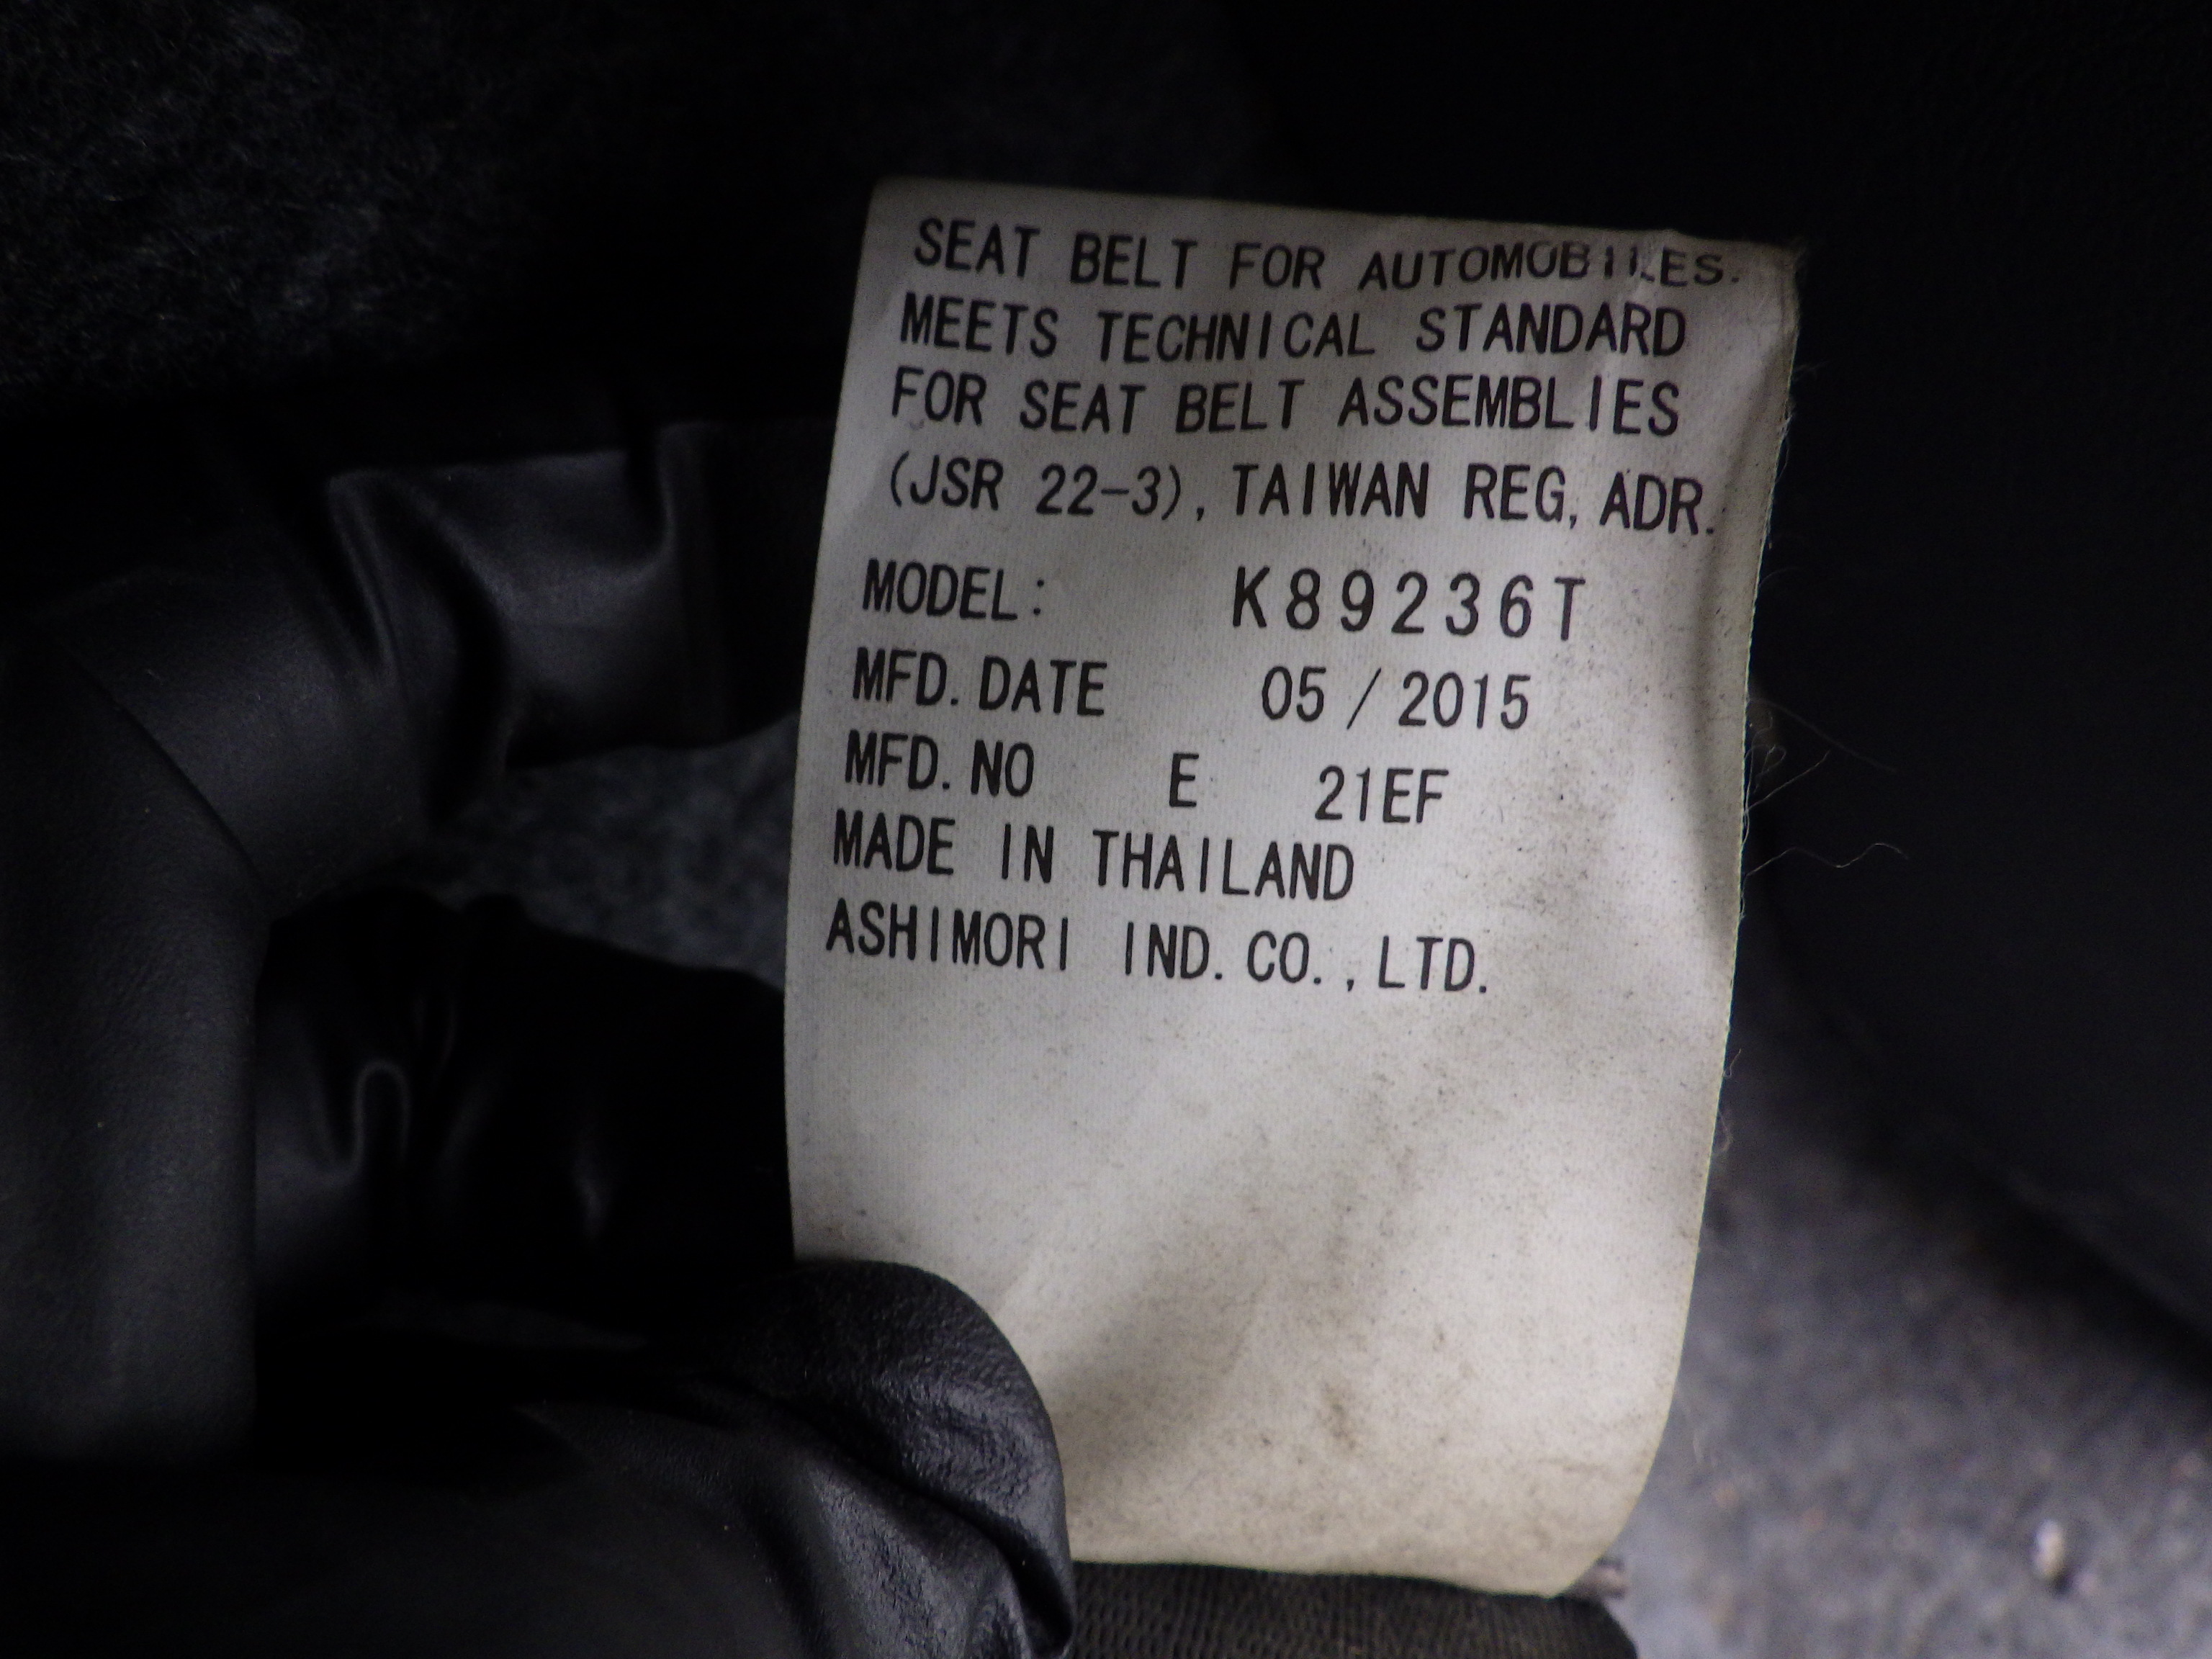 SEAT BELT FOR AUTOMOBILES.
MEETS TECHNICAL STANDARD
FOR SEAT BELT ASSEMBLIES
(JSR 22-3), TAIWAN REG, ADR.
MODEL: K89236T
MFD. DATE 05 / 2015
MFD. NO E 21EF
MADE IN THAILAND
ASHIMORI IND. CO., LTD.